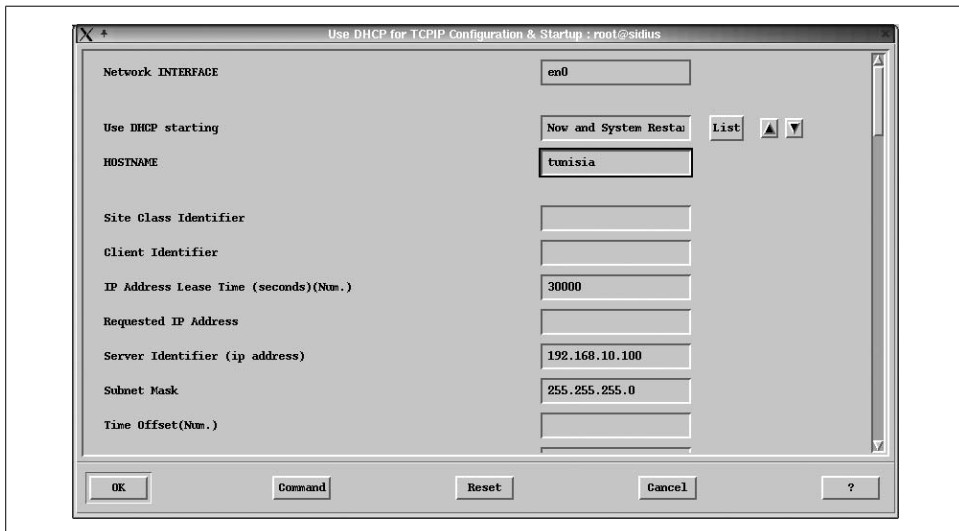 Use DHCP for TCPIP Configuration & Startup : root@sidius
Network INTERFACE en0
Use DHCP starting Now and System Restar List
HOSTNAME tunisia
Site Class Identifier
Client Identifier
IP Address Lease Time (seconds)(Num.) 30000
Requested IP Address
Server Identifier (ip address) 192.168.10.100
Subnet Mask 255.255.255.0
Time Offset(Num.)
OK Command Reset Cancel ?